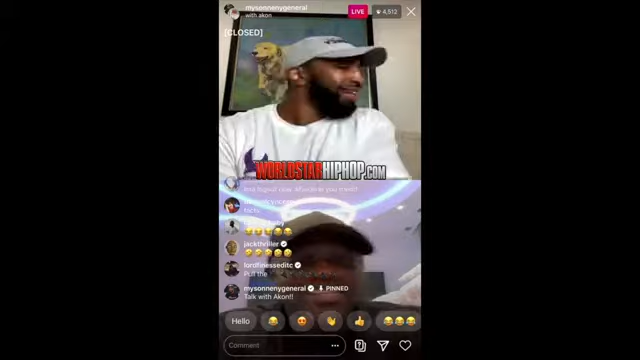 mysonnenygeneral
with akon
LIVE
4,512
[CLOSED]
WORLDSTARHIPHOP.COM
jackthriller
lordfinesseditc
Pull the
mysonnenygeneral PINNED
Talk with Akon!!
Hello
Comment